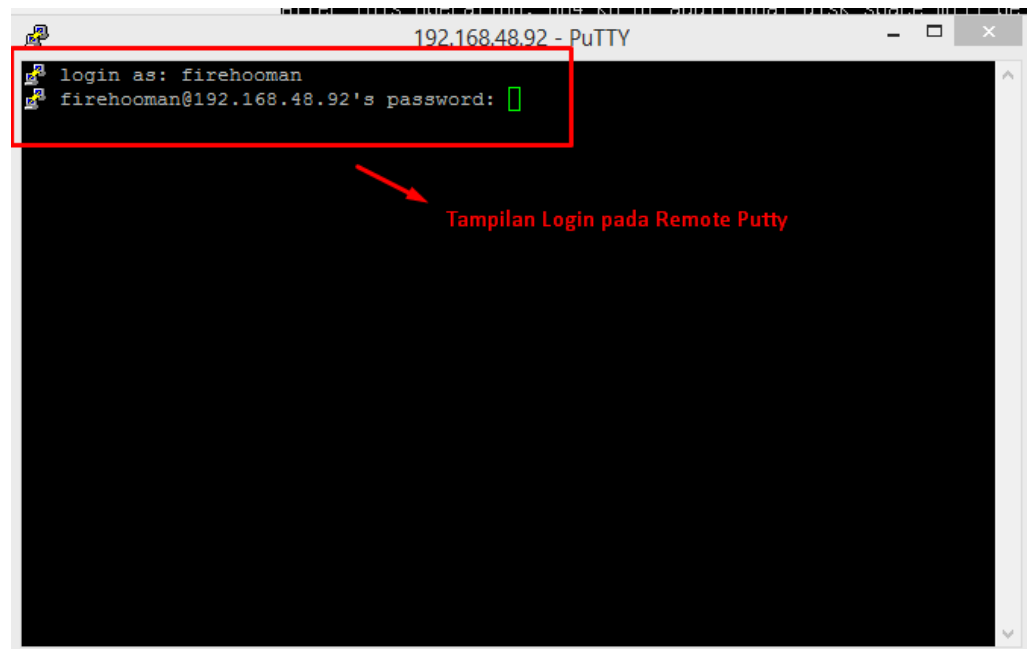 192.168.48.92 - PuTTY
login as: firehooman
firehooman@192.168.48.92's password:
Tampilan Login pada Remote Putty